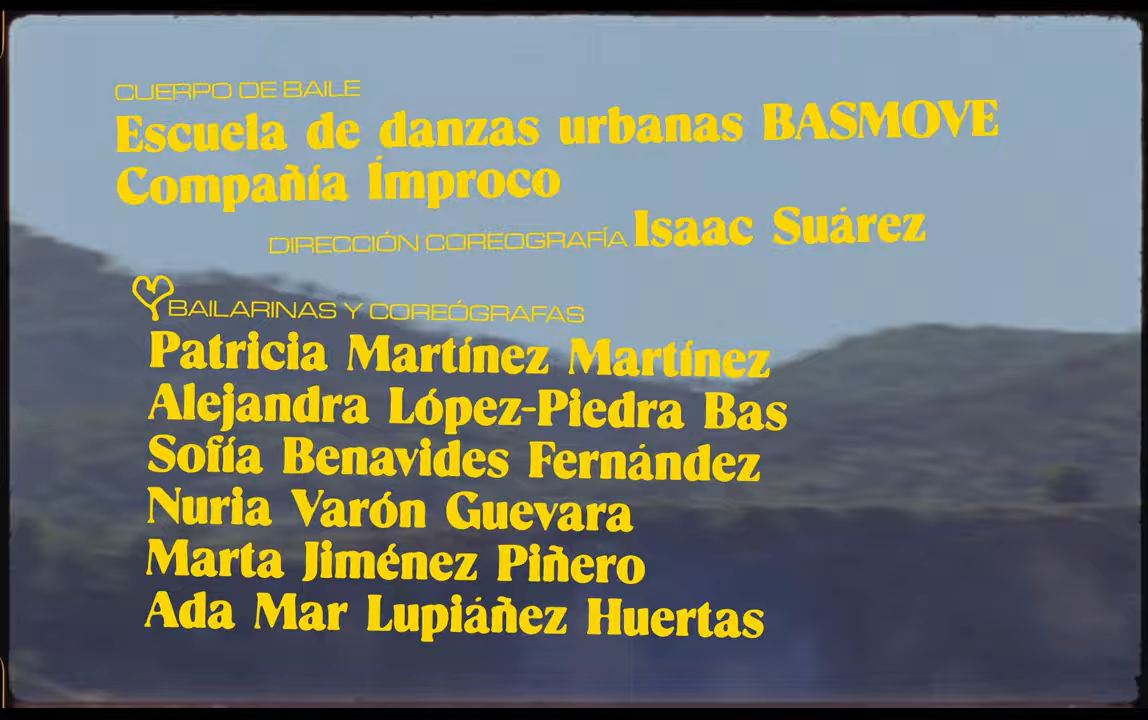 CUERPO DE BAILE
Escuela de danzas urbanas BASMOVE
Compañía Ímproco
DIRECCIÓN COREOGRAFÍA Isaac Suárez
BAILARINAS Y COREÓGRAFAS
Patricia Martínez Martínez
Alejandra López-Piedra Bas
Sofía Benavides Fernández
Nuria Varón Guevara
Marta Jiménez Piñero
Ada Mar Lupiáñez Huertas